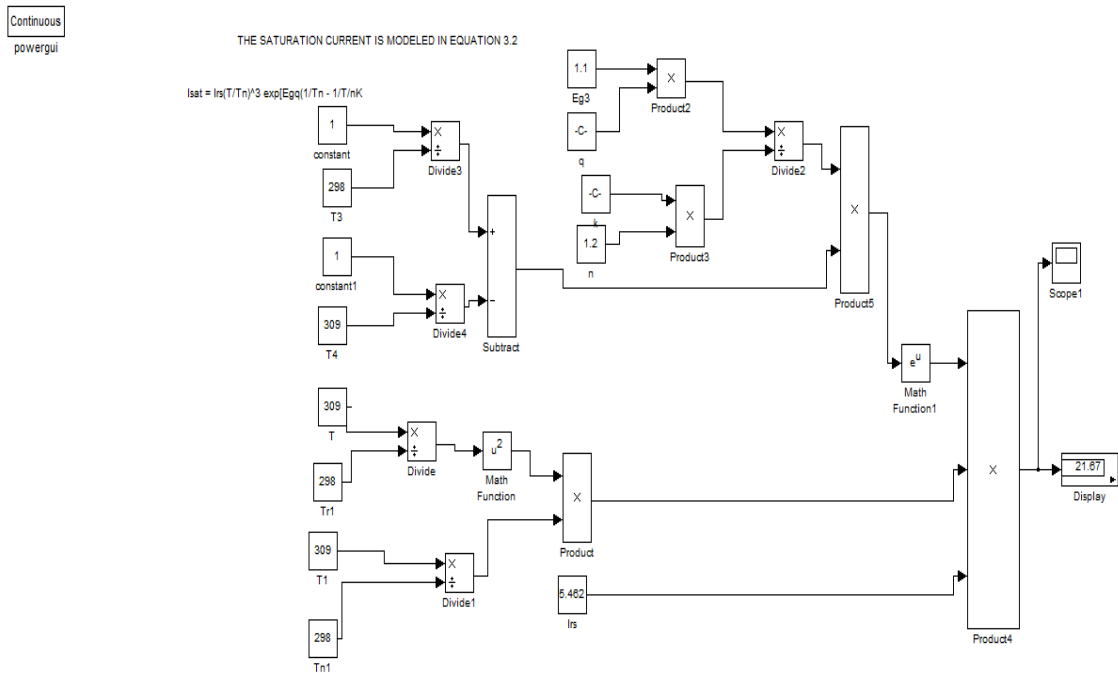 Continuous
powergui
THE SATURATION CURRENT IS MODELED IN EQUATION 3.2
Isat = Irs(T/Tn)^3 exp[Egq(1/Tn - 1/T/nK
1
constant
298
T3
1
constant1
309
T4
×
÷
Divide3
×
÷
Divide4
+
−
Subtract
1.1
Eg3
-C-
q
-C-
k
1.2
n
×
Product2
×
Product3
×
÷
Divide2
×
Product5
e^u
Math
Function1
309
T
298
Tr1
×
÷
Divide
u^2
Math
Function
309
T1
298
Tn1
×
÷
Divide1
×
Product
5.462
Irs
×
Product4
Scope1
21.67
Display